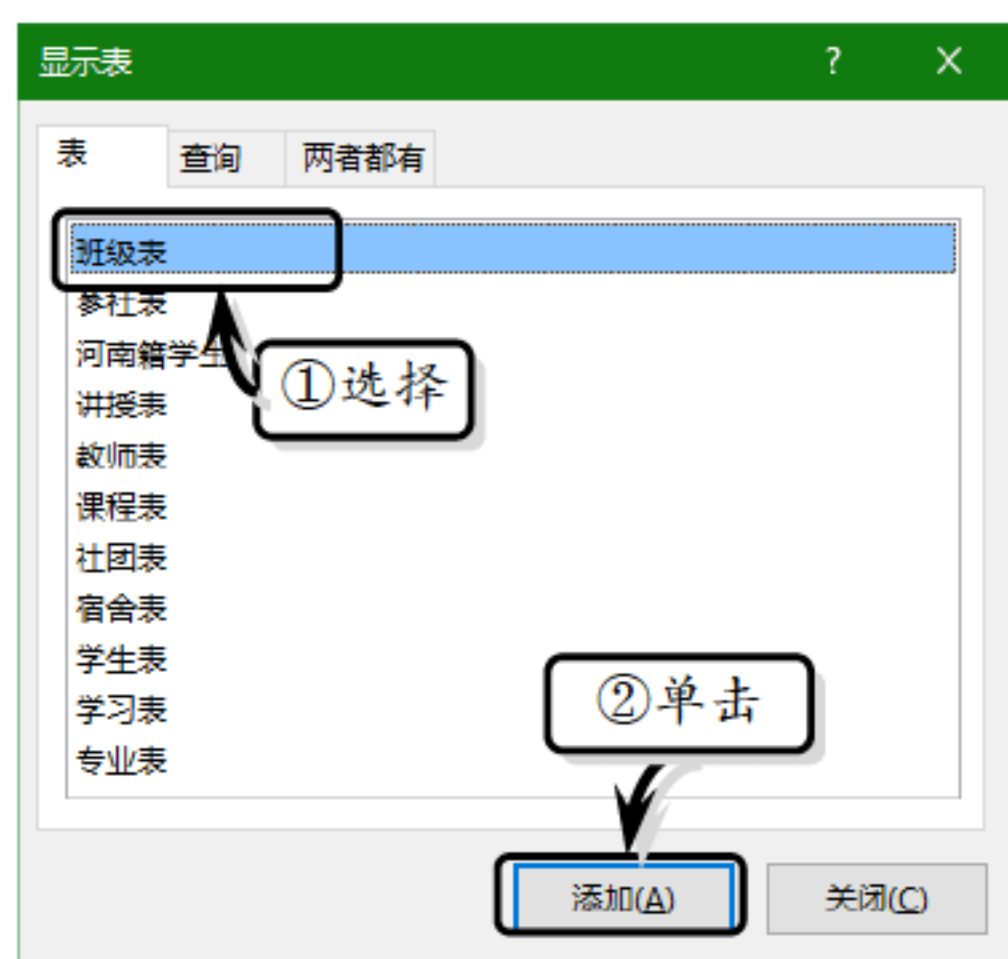 显示表 ? ×
表 查询 两者都有
班级表
参社表
河南籍学生
①选择
讲授表
教师表
课程表
社团表
宿舍表
学生表
学习表
专业表
②单击
添加(A) 关闭(C)